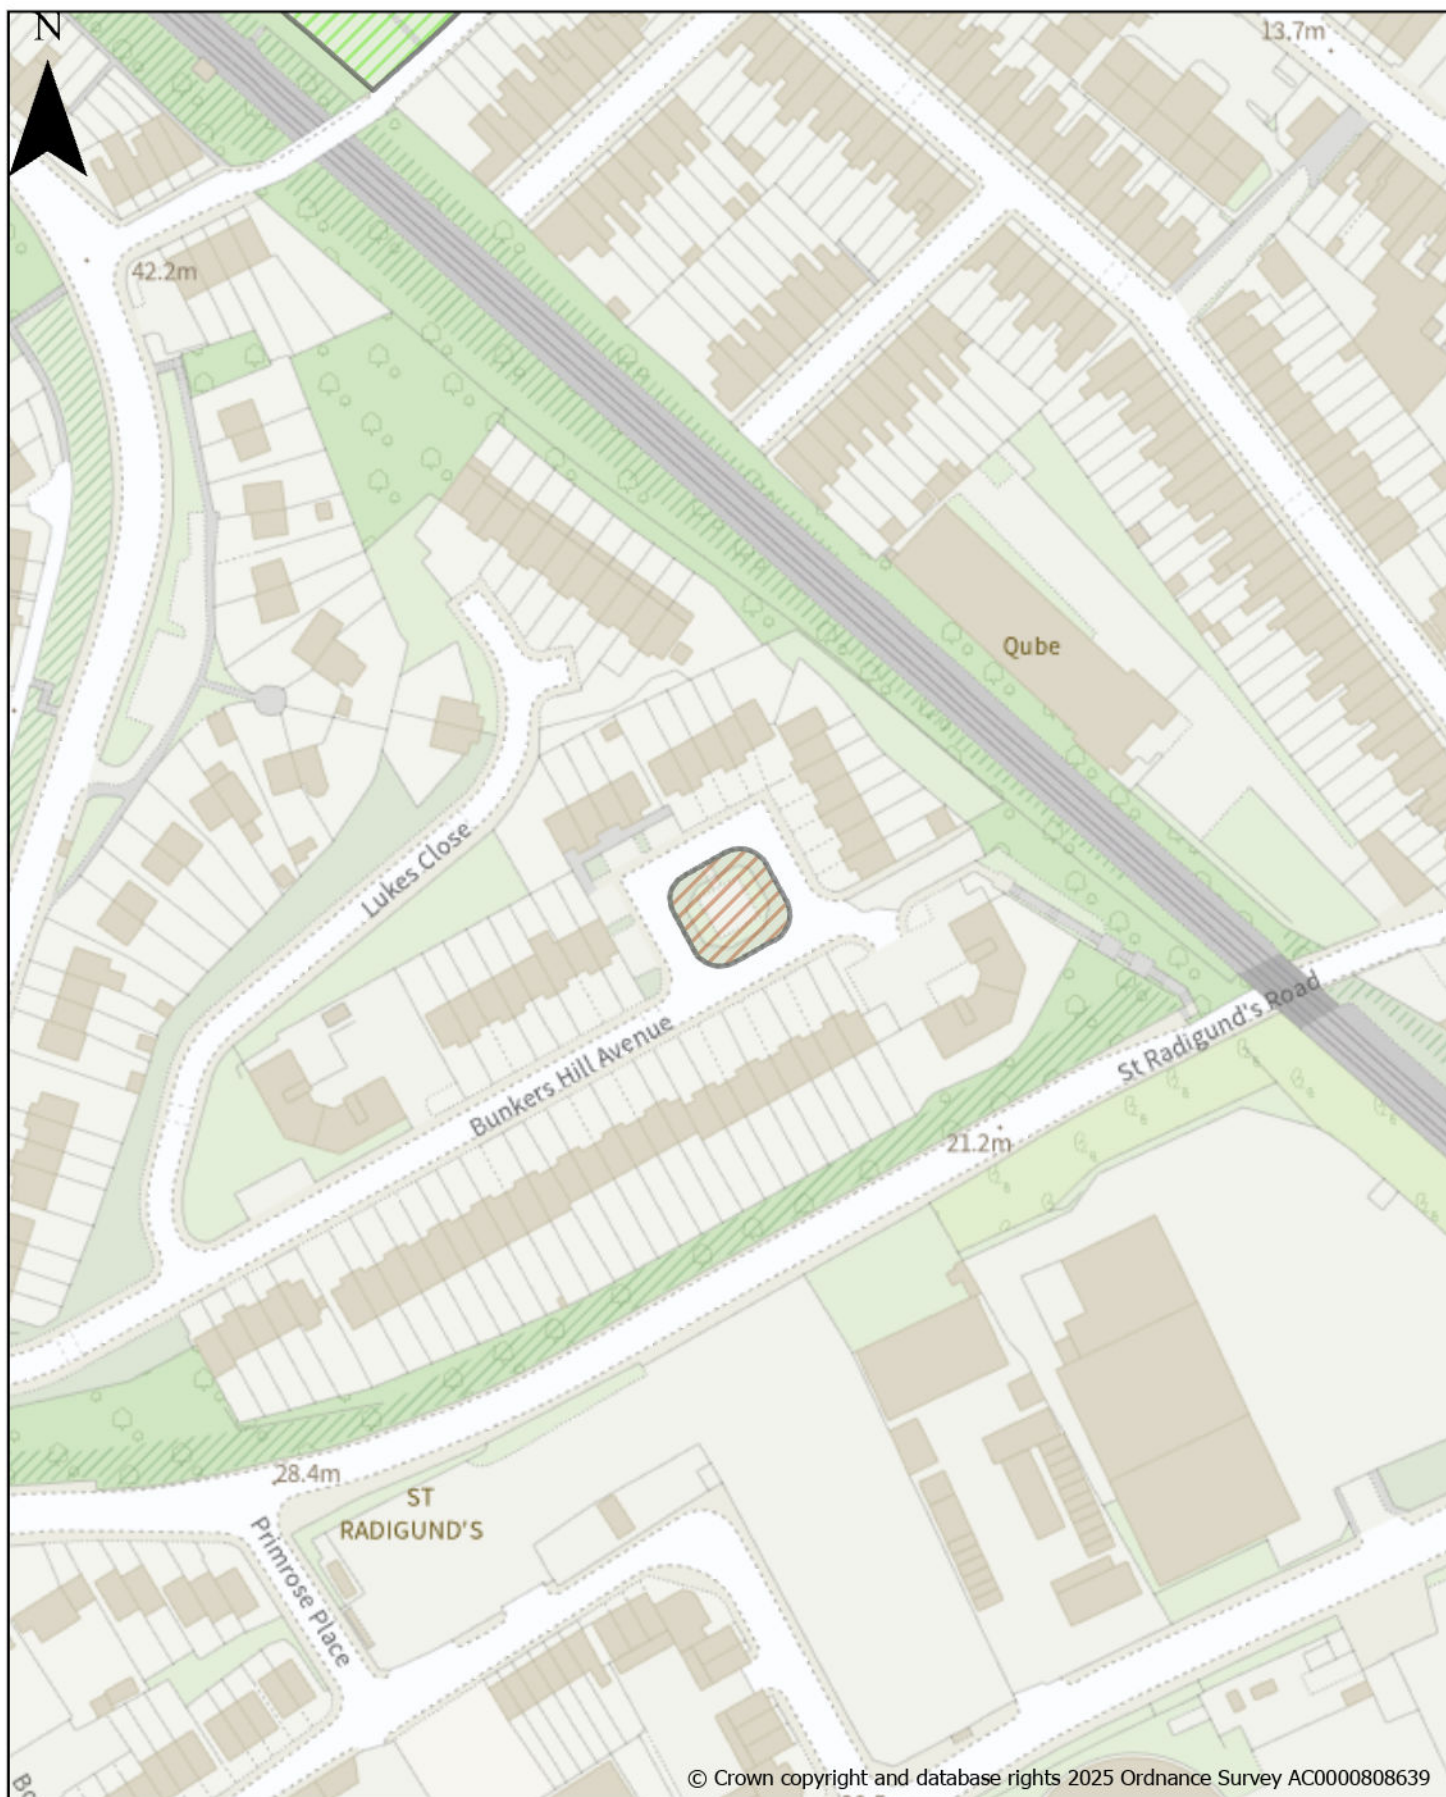 N
13.7m
42.2m
Qube
Lukes Close
Bunkers Hill Avenue
St Radigund's Road
21.2m
28.4m
ST
RADIGUND'S
Primrose Place
© Crown copyright and database rights 2025 Ordnance Survey AC0000808639